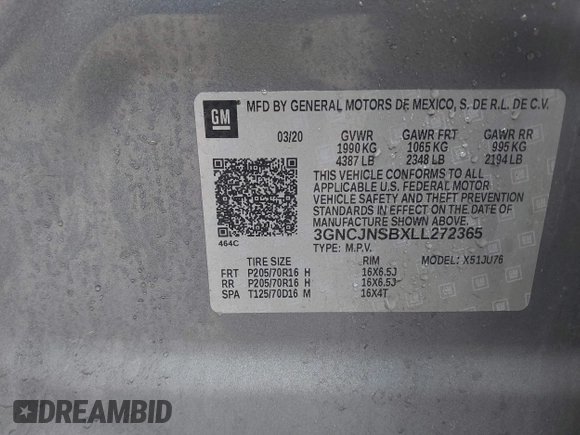 GM MFD BY GENERAL MOTORS DE MEXICO, S. DE R.L. DE C.V.
03/20 GVWR GAWR FRT GAWR RR
1990 KG 1065 KG 995 KG
4387 LB 2348 LB 2194 LB
THIS VEHICLE CONFORMS TO ALL
APPLICABLE U.S. FEDERAL MOTOR
VEHICLE SAFETY AND THEFT PREVENTION
STANDARDS IN EFFECT ON THE DATE
OF MANUFACTURE SHOWN ABOVE.
464C 3GNCJNSBXLL272365
TYPE: M.P.V.
TIRE SIZE RIM MODEL: X51JU76
FRT P205/70R16 H 16X6.5J
RR P205/70R16 H 16X6.5J
SPA T125/70D16 M 16X4T
DREAMBID